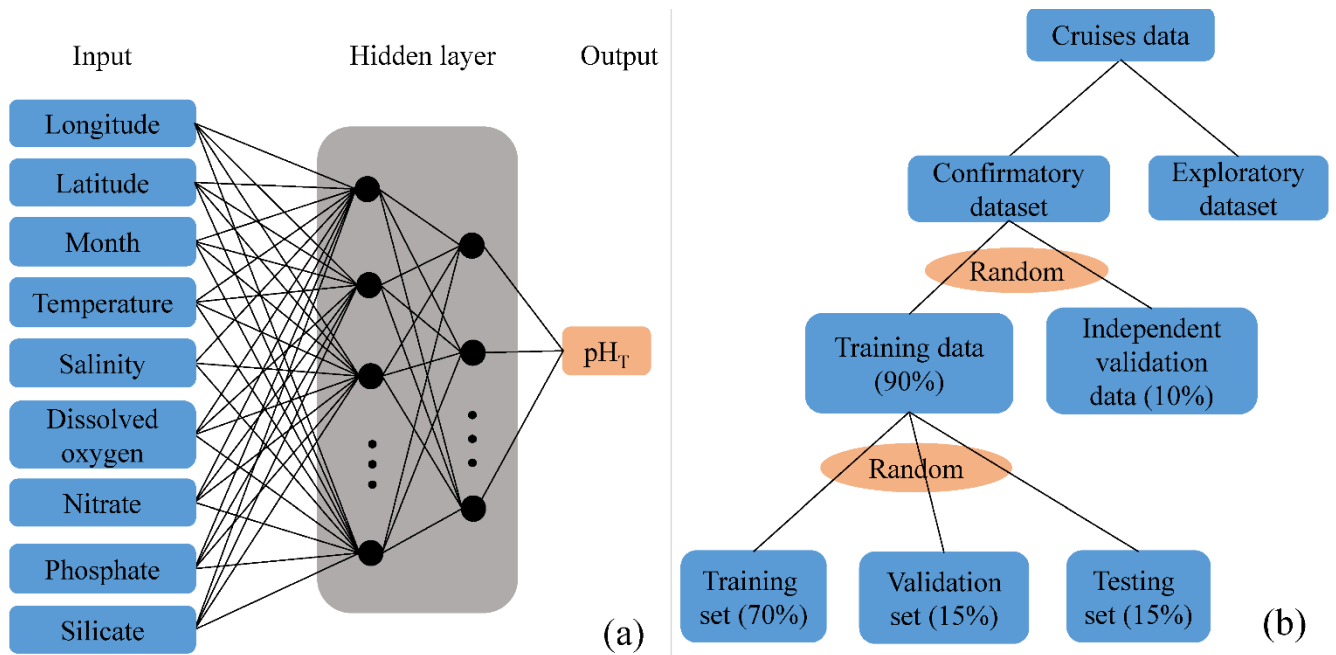 Input
Hidden layer
Output
Longitude
Latitude
Month
Temperature
Salinity
Dissolved
oxygen
Nitrate
Phosphate
Silicate
pH_T
(a)
Cruises data
Confirmatory
dataset
Exploratory
dataset
Random
Training data
(90%)
Independent
validation
data (10%)
Random
Training
set (70%)
Validation
set (15%)
Testing
set (15%)
(b)